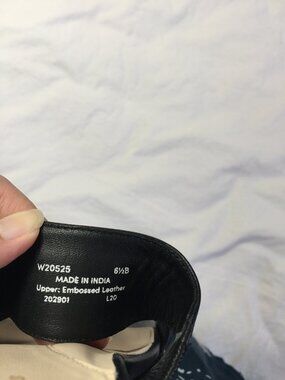 W20525 6½B
MADE IN INDIA
Upper: Embossed Leather
202901 L20